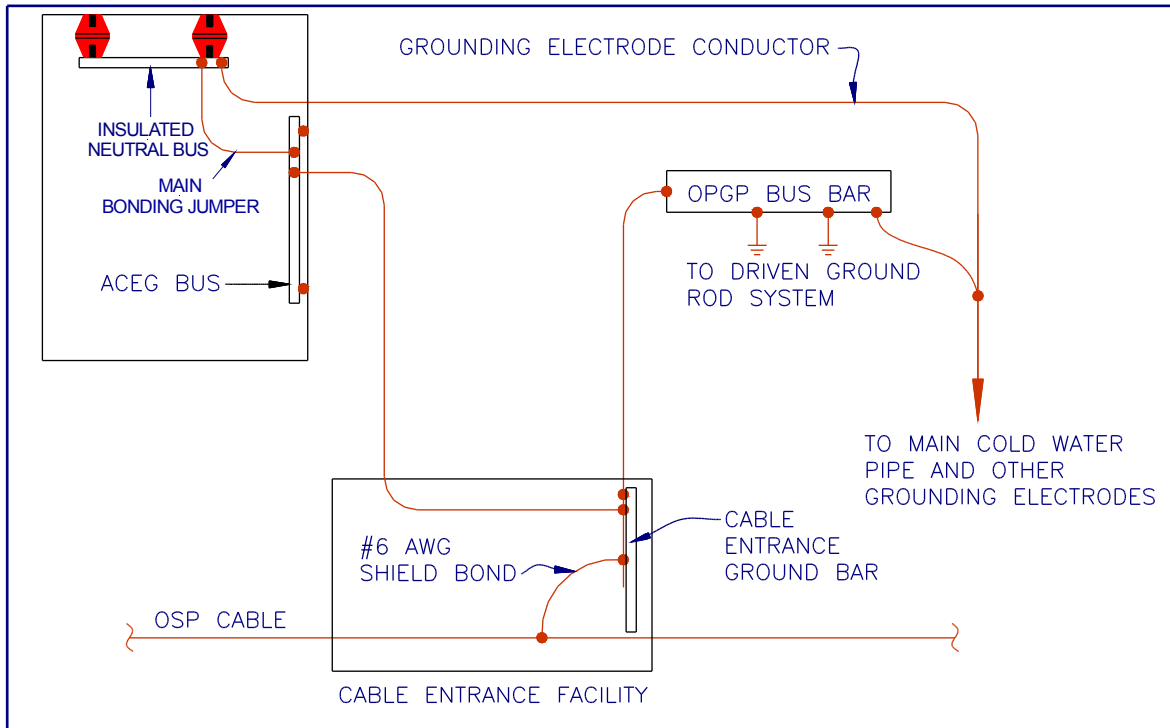 GROUNDING ELECTRODE CONDUCTOR
INSULATED
NEUTRAL BUS
MAIN
BONDING JUMPER
ACEG BUS
OPGP BUS BAR
TO DRIVEN GROUND
ROD SYSTEM
TO MAIN COLD WATER
PIPE AND OTHER
GROUNDING ELECTRODES
#6 AWG
SHIELD BOND
CABLE
ENTRANCE
GROUND BAR
OSP CABLE
CABLE ENTRANCE FACILITY